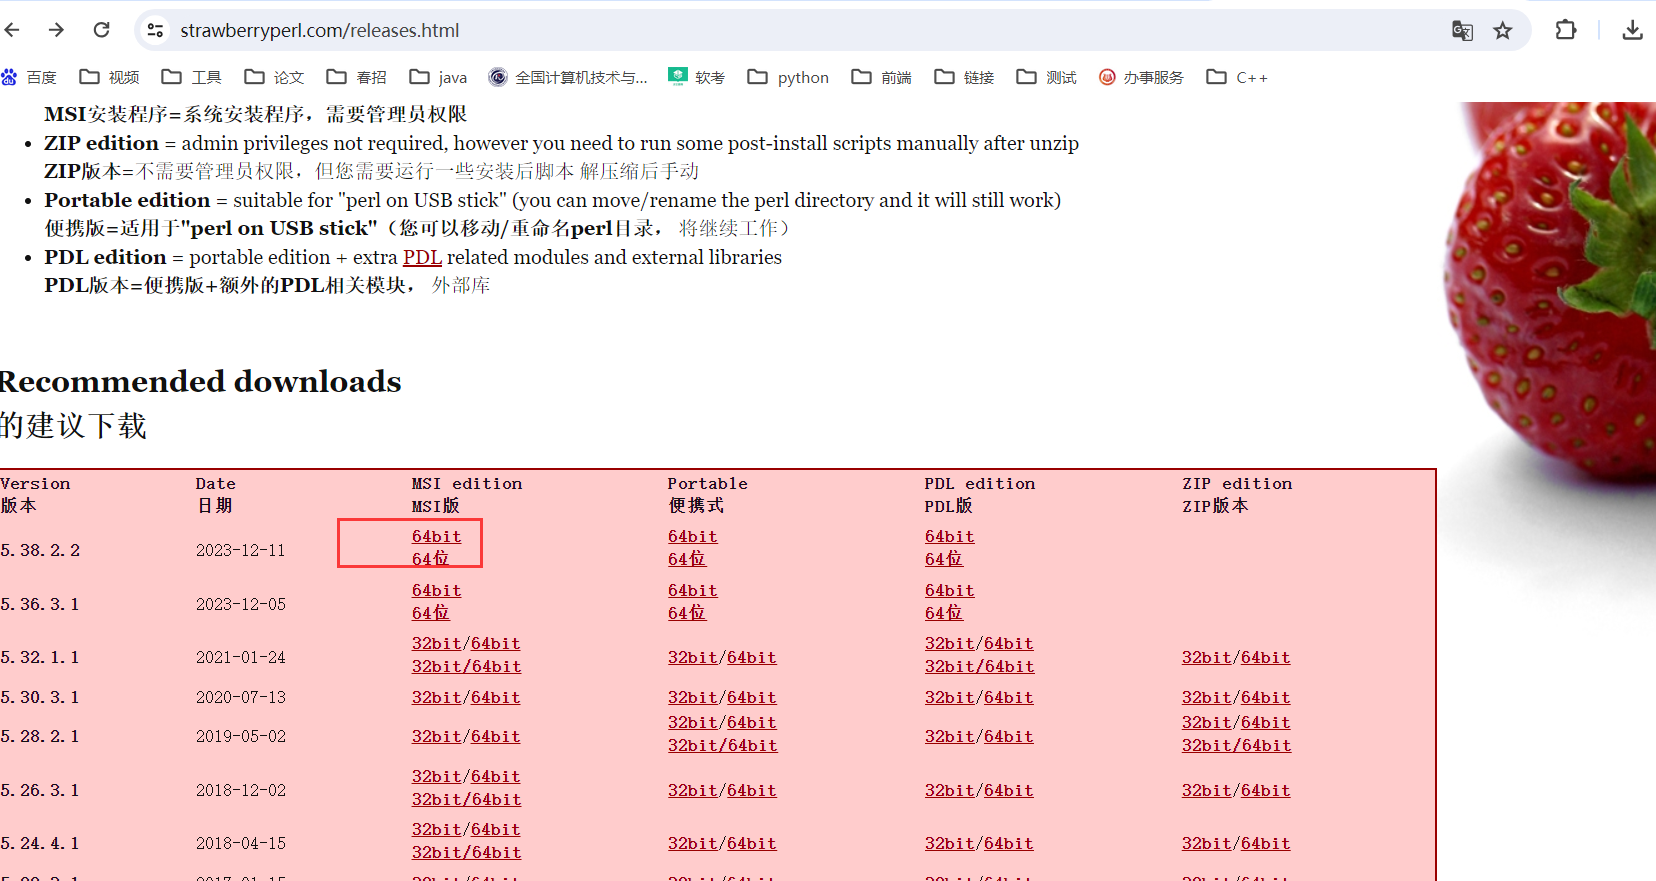 strawberryperl.com/releases.html
百度 视频 工具 论文 春招 java 全国计算机技术与... 软考 python 前端 链接 测试 办事服务 C++
MSI安装程序=系统安装程序，需要管理员权限
• ZIP edition = admin privileges not required, however you need to run some post-install scripts manually after unzip
ZIP版本=不需要管理员权限，但您需要运行一些安装后脚本 解压缩后手动
• Portable edition = suitable for "perl on USB stick" (you can move/rename the perl directory and it will still work)
便携版=适用于"perl on USB stick"（您可以移动/重命名perl目录， 将继续工作）
• PDL edition = portable edition + extra PDL related modules and external libraries
PDL版本=便携版+额外的PDL相关模块， 外部库
Recommended downloads
的建议下载
Version Date MSI edition Portable PDL edition ZIP edition
版本 日期 MSI版 便携式 PDL版 ZIP版本
64bit 64bit 64bit
5.38.2.2 2023-12-11
64位 64位 64位
64bit 64bit 64bit
5.36.3.1 2023-12-05
64位 64位 64位
32bit/64bit 32bit/64bit
5.32.1.1 2021-01-24 32bit/64bit 32bit/64bit
32bit/64bit 32bit/64bit
5.30.3.1 2020-07-13 32bit/64bit 32bit/64bit 32bit/64bit 32bit/64bit
32bit/64bit 32bit/64bit
5.28.2.1 2019-05-02 32bit/64bit 32bit/64bit
32bit/64bit 32bit/64bit
32bit/64bit
5.26.3.1 2018-12-02 32bit/64bit 32bit/64bit 32bit/64bit
32bit/64bit
32bit/64bit
5.24.4.1 2018-04-15 32bit/64bit 32bit/64bit 32bit/64bit
32bit/64bit